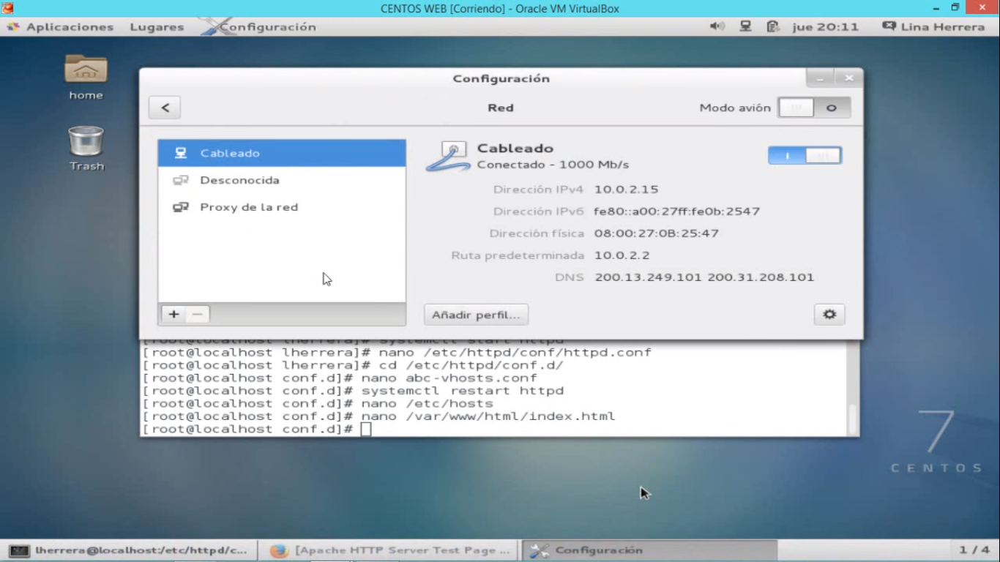 CENTOS WEB [Corriendo] - Oracle VM VirtualBox
Aplicaciones Lugares Configuración jue 20:11 Lina Herrera
home
Trash
Configuración
Red
Modo avión
Cableado
Desconocida
Proxy de la red
Cableado
Conectado - 1000 Mb/s
Dirección IPv4 10.0.2.15
Dirección IPv6 fe80::a00:27ff:fe0b:2547
Dirección física 08:00:27:0B:25:47
Ruta predeterminada 10.0.2.2
DNS 200.13.249.101 200.31.208.101
Añadir perfil...
[root@localhost lherrera]# systemctl start httpd
[root@localhost lherrera]# nano /etc/httpd/conf/httpd.conf
[root@localhost lherrera]# cd /etc/httpd/conf.d/
[root@localhost conf.d]# nano abc-vhosts.conf
[root@localhost conf.d]# systemctl restart httpd
[root@localhost conf.d]# nano /etc/hosts
[root@localhost conf.d]# nano /var/www/html/index.html
[root@localhost conf.d]#
7
CENTOS
lherrera@localhost:/etc/httpd/c...
[Apache HTTP Server Test Page ...
Configuración
1 / 4